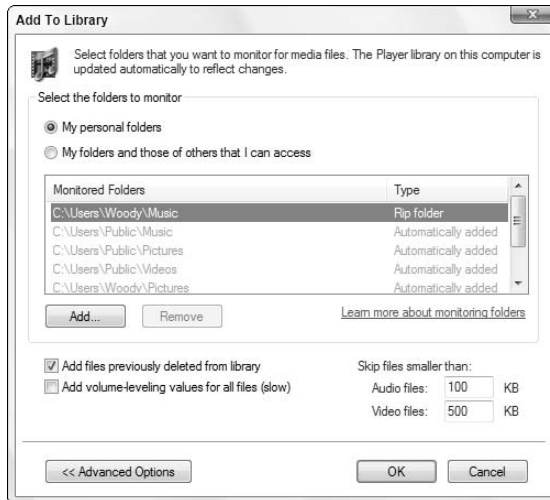 Add To Library
Select folders that you want to monitor for media files. The Player library on this computer is
updated automatically to reflect changes.
Select the folders to monitor
My personal folders
My folders and those of others that I can access
Monitored Folders Type
C:\Users\Woody\Music Rip folder
C:\Users\Public\Music Automatically added
C:\Users\Public\Pictures Automatically added
C:\Users\Public\Videos Automatically added
C:\Users\Woody\Pictures Automatically added
Add... Remove Learn more about monitoring folders
Add files previously deleted from library Skip files smaller than:
Add volume-leveling values for all files (slow) Audio files: 100 KB
Video files: 500 KB
<< Advanced Options OK Cancel